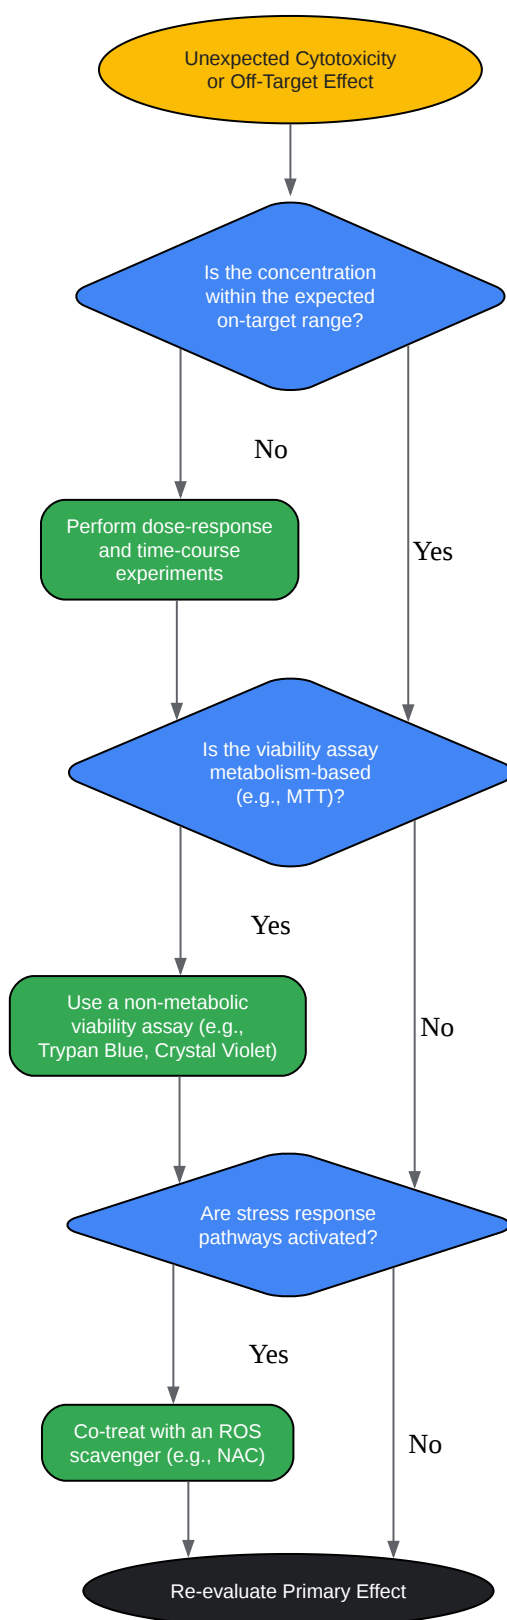 Unexpected Cytotoxicity
or Off-Target Effect
Is the concentration
within the expected
on-target range?
No
Perform dose-response
and time-course
experiments
Yes
Is the viability assay
metabolism-based
(e.g., MTT)?
Yes
Use a non-metabolic
viability assay (e.g.,
Trypan Blue, Crystal Violet)
No
Are stress response
pathways activated?
Yes
Co-treat with an ROS
scavenger (e.g., NAC)
No
Re-evaluate Primary Effect